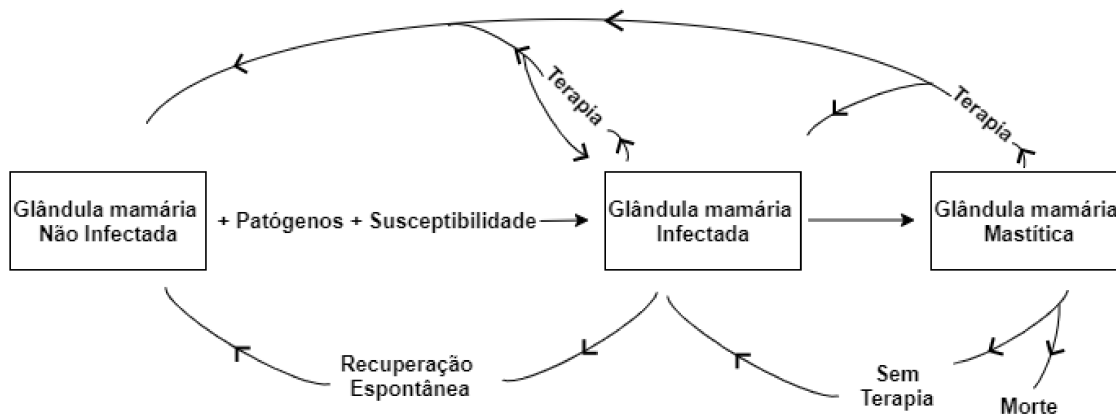 Terapia
Terapia
Glândula mamária
Não Infectada
+ Patógenos + Susceptibilidade
Glândula mamária
Infectada
Glândula mamária
Mastítica
Recuperação
Espontânea
Sem
Terapia
Morte